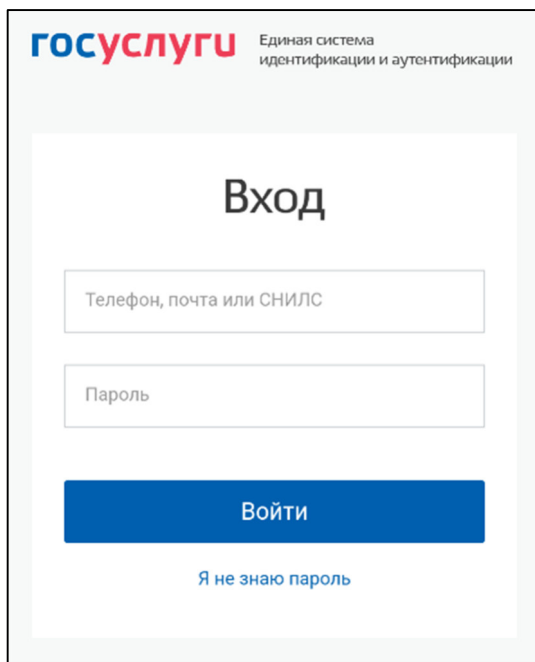 госуслуги
Единая система
идентификации и аутентификации
Вход
Телефон, почта или СНИЛС
Пароль
Войти
Я не знаю пароль